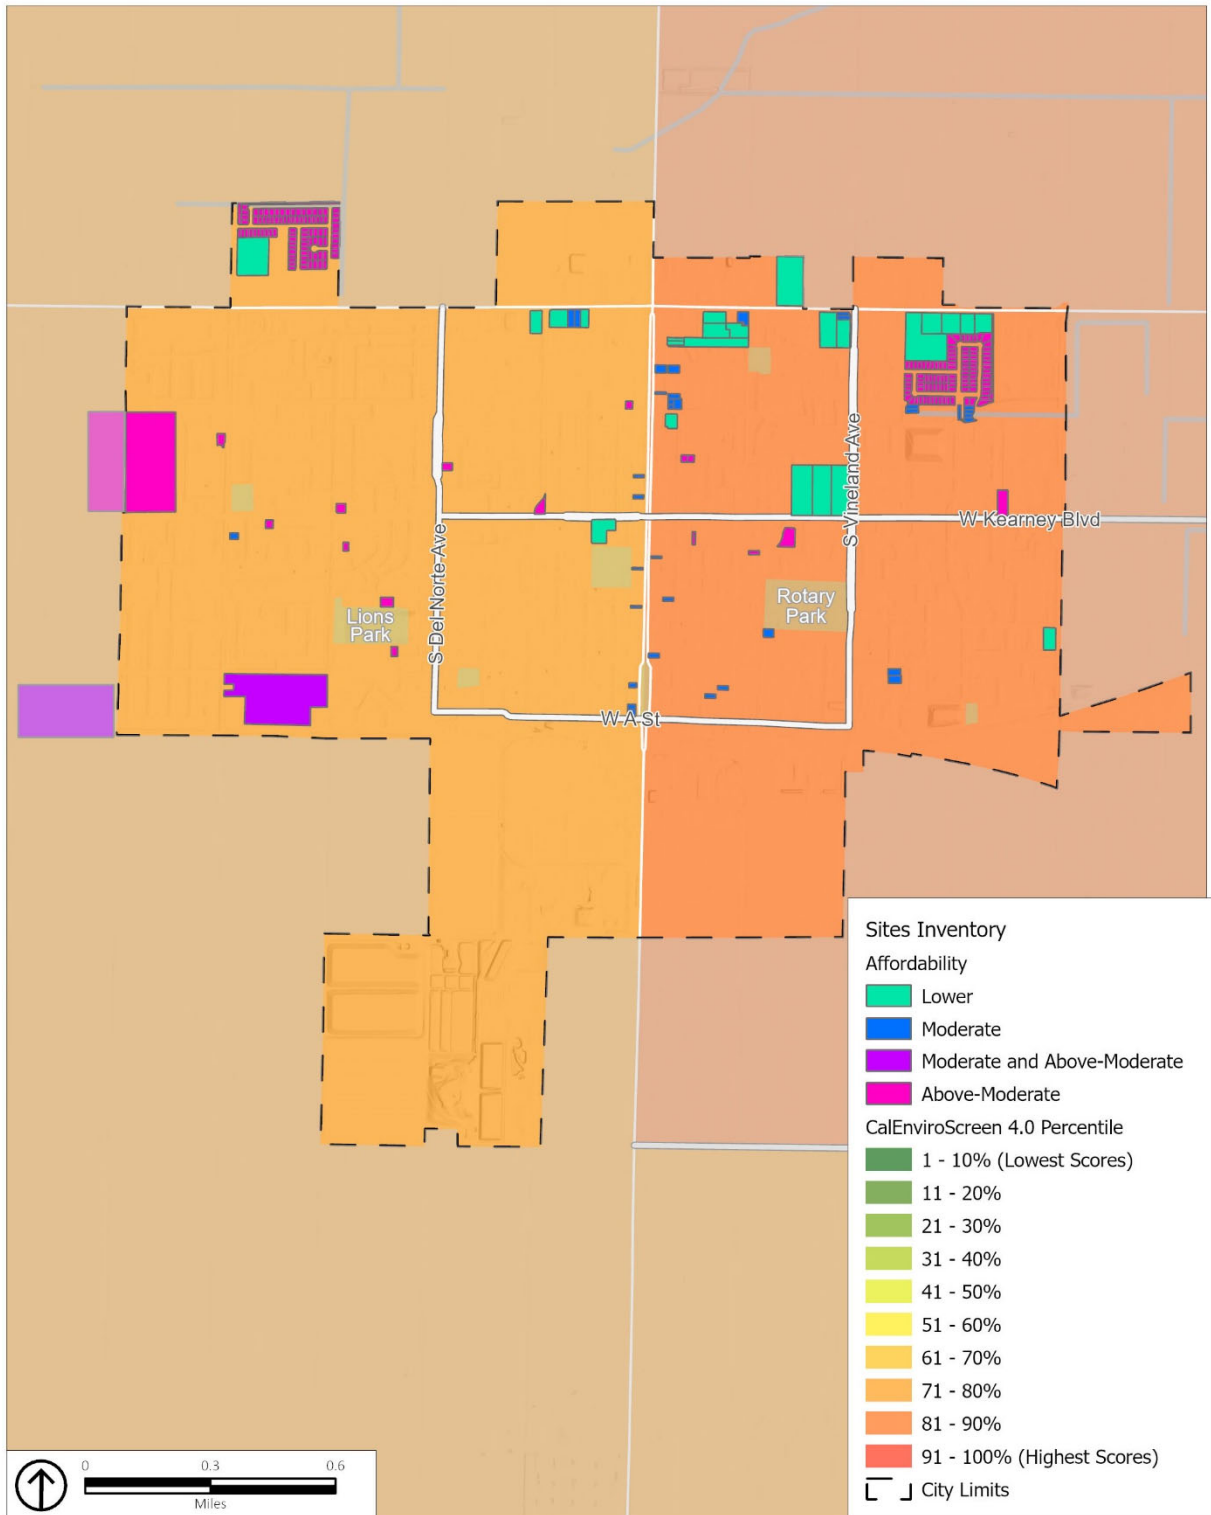 S Vineland Ave
W Kearney Blvd
S Del Norte Ave
Lions
Park
Rotary
Park
W A St
Sites Inventory
Affordability
Lower
Moderate
Moderate and Above-Moderate
Above-Moderate
CalEnviroScreen 4.0 Percentile
1 - 10% (Lowest Scores)
11 - 20%
21 - 30%
31 - 40%
41 - 50%
51 - 60%
61 - 70%
71 - 80%
81 - 90%
91 - 100% (Highest Scores)
City Limits
0 0.3 0.6
Miles